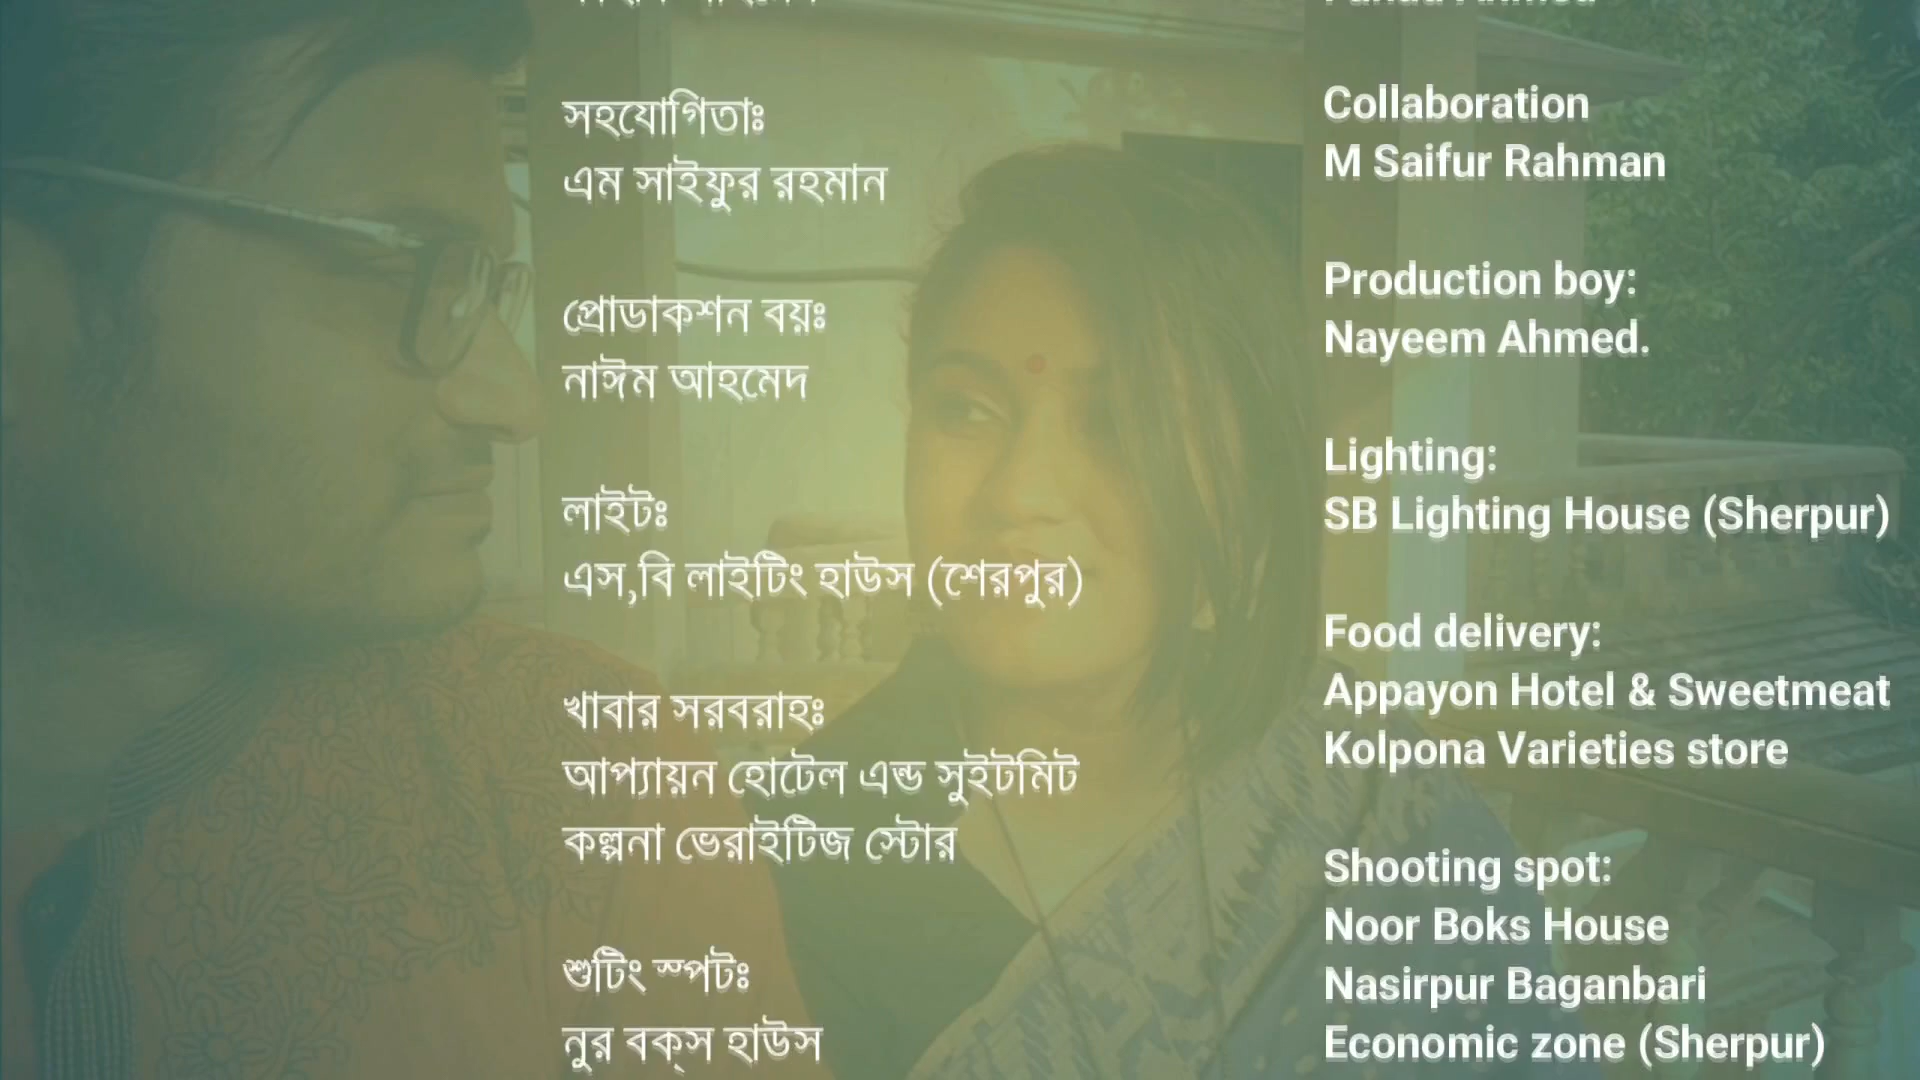 সহযোগিতাঃ
এম সাইফুর রহমান
প্রোডাকশন বয়ঃ
নাঈম আহমেদ
লাইটঃ
এস,বি লাইটিং হাউস (শেরপুর)
খাবার সরবরাহঃ
আপ্যায়ন হোটেল এন্ড সুইটমিট
কল্পনা ভেরাইটিজ স্টোর
শুটিং স্পটঃ
নুর বক্স হাউস
Collaboration
M Saifur Rahman
Production boy:
Nayeem Ahmed.
Lighting:
SB Lighting House (Sherpur)
Food delivery:
Appayon Hotel & Sweetmeat
Kolpona Varieties store
Shooting spot:
Noor Boks House
Nasirpur Baganbari
Economic zone (Sherpur)